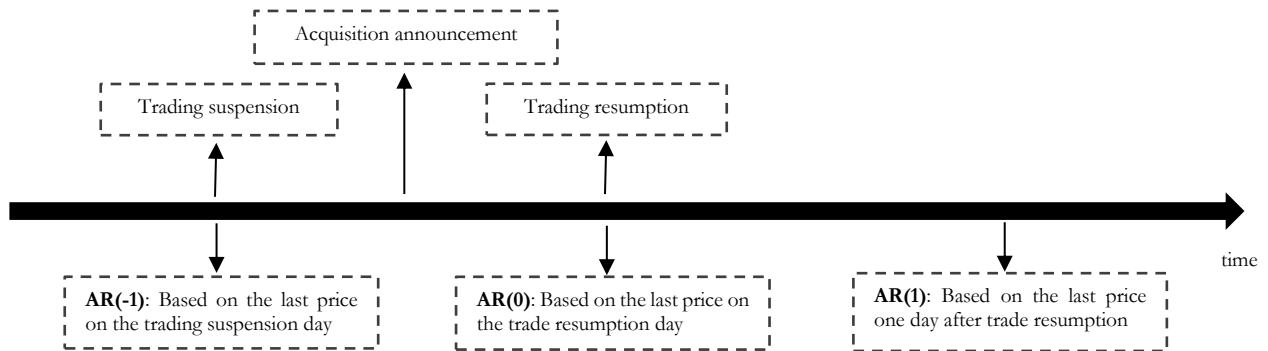 Acquisition announcement
Trading suspension
Trading resumption
time
AR(-1): Based on the last price
on the trading suspension day
AR(0): Based on the last price on
the trade resumption day
AR(1): Based on the last price
one day after trade resumption